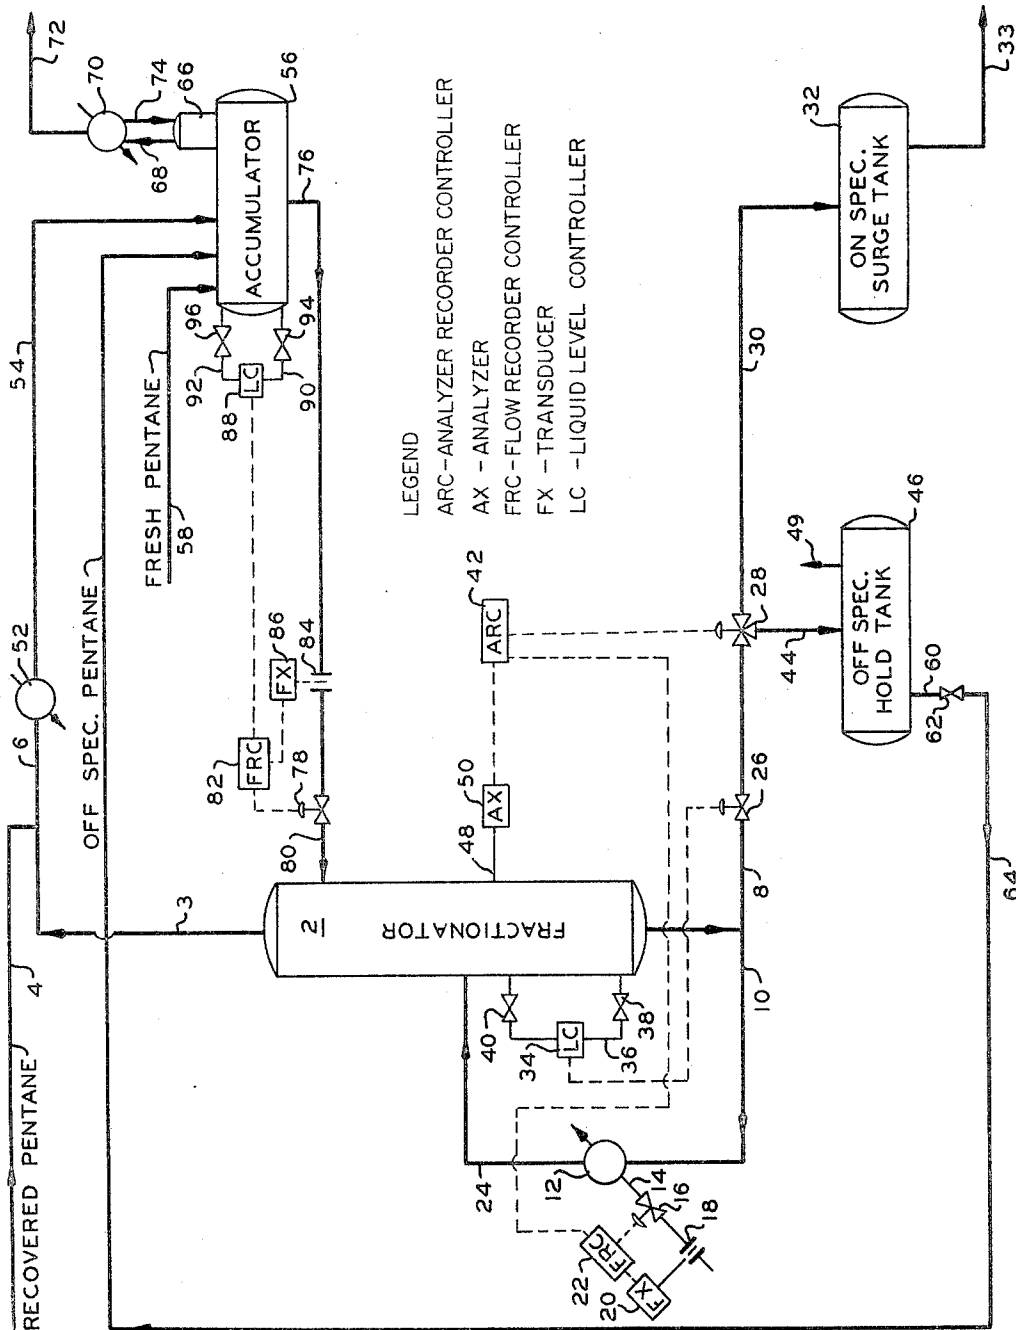 72
70
74
66
56
68
ACCUMULATOR
76
54
96
92
94
LC
88
90
FRESH PENTANE
58
OFF SPEC. PENTANE
52
6
4
3
RECOVERED PENTANE
86
FX
84
82
FRC
78
80
LEGEND
ARC-ANALYZER RECORDER CONTROLLER
AX - ANALYZER
FRC-FLOW RECORDER CONTROLLER
FX - TRANSDUCER
LC - LIQUID LEVEL CONTROLLER
42
ARC
50
AX
48
2
FRACTIONATOR
40
34
LC
36
38
24
12
14
16
18
22
FRC
20
FX
10
8
26
28
30
44
32
ON SPEC.
SURGE TANK
33
49
46
OFF SPEC.
HOLD TANK
60
62
64